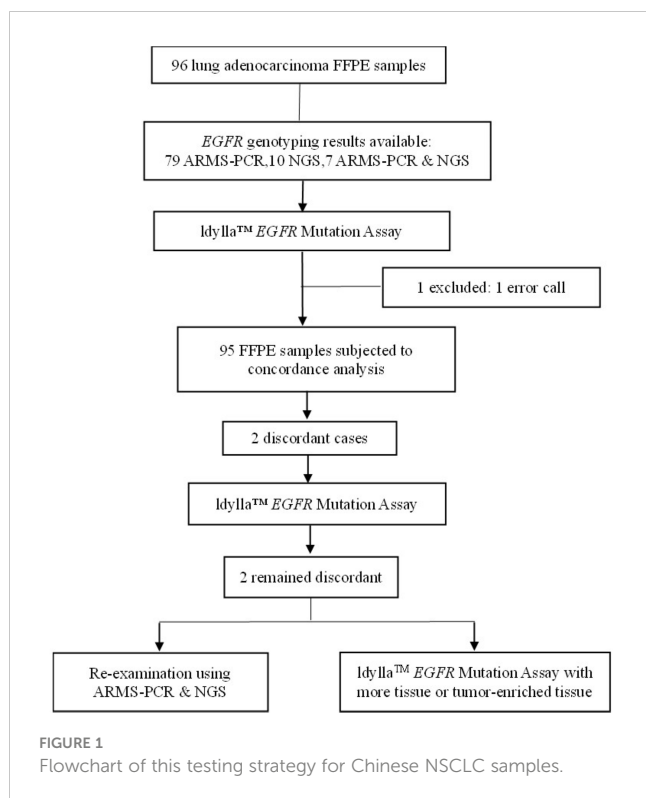 96 lung adenocarcinoma FFPE samples
EGFR genotyping results available:
79 ARMS-PCR,10 NGS,7 ARMS-PCR & NGS
Idylla™ EGFR Mutation Assay
1 excluded: 1 error call
95 FFPE samples subjected to
concordance analysis
2 discordant cases
Idylla™ EGFR Mutation Assay
2 remained discordant
Re-examination using
ARMS-PCR & NGS
Idylla™ EGFR Mutation Assay with
more tissue or tumor-enriched tissue
FIGURE 1
Flowchart of this testing strategy for Chinese NSCLC samples.